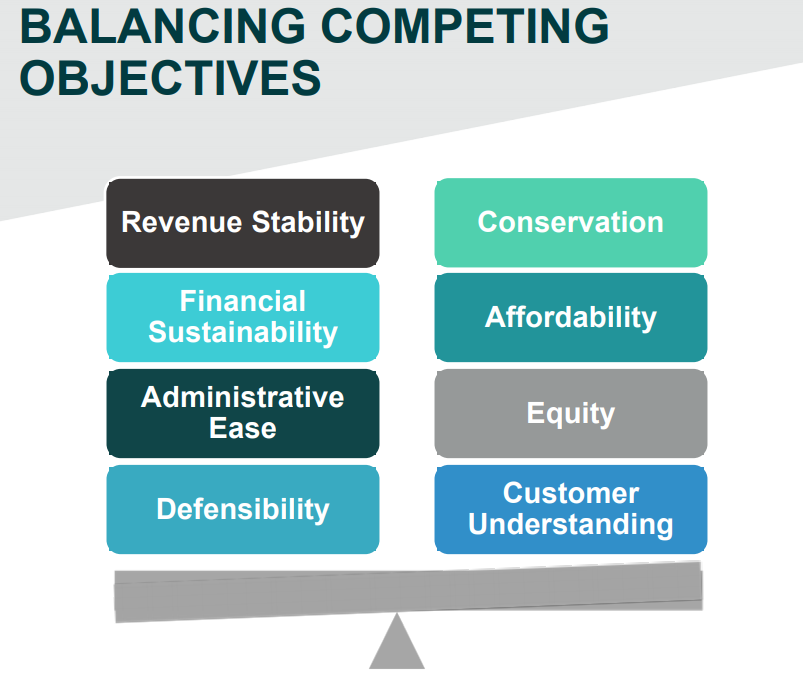 BALANCING COMPETING
OBJECTIVES
Revenue Stability
Conservation
Financial
Sustainability
Affordability
Administrative
Ease
Equity
Defensibility
Customer
Understanding